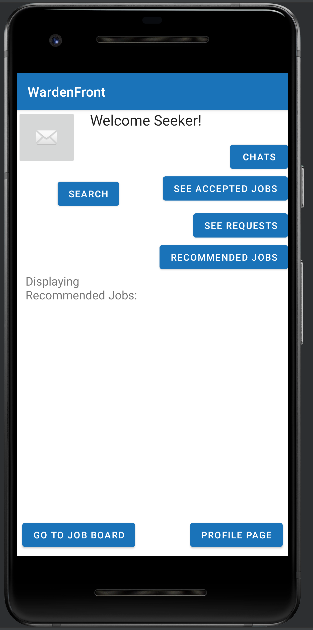 WardenFront
Welcome Seeker!
CHATS
SEE ACCEPTED JOBS
SEARCH
SEE REQUESTS
RECOMMENDED JOBS
Displaying
Recommended Jobs:
GO TO JOB BOARD
PROFILE PAGE